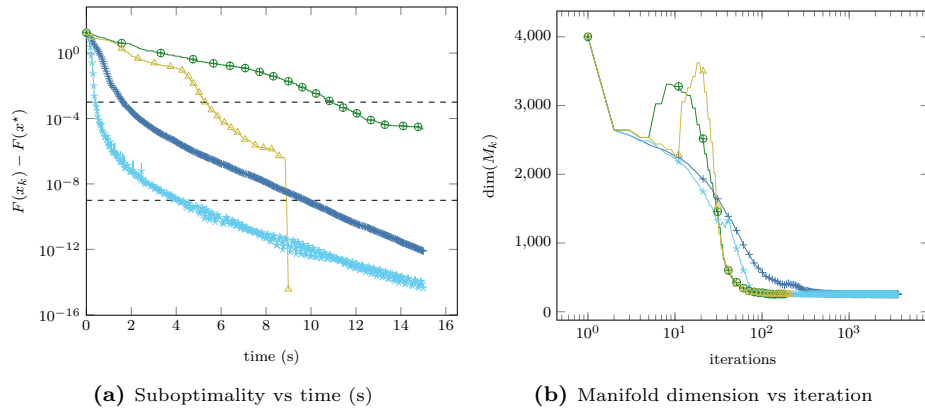 10^0
10^−4
10^−8
10^−12
10^−16
F(x_k) − F(x*)
0 2 4 6 8 10 12 14 16
time (s)
(a) Suboptimality vs time (s)
4,000
3,000
2,000
1,000
0
dim(M_k)
10^0 10^1 10^2 10^3
iterations
(b) Manifold dimension vs iteration